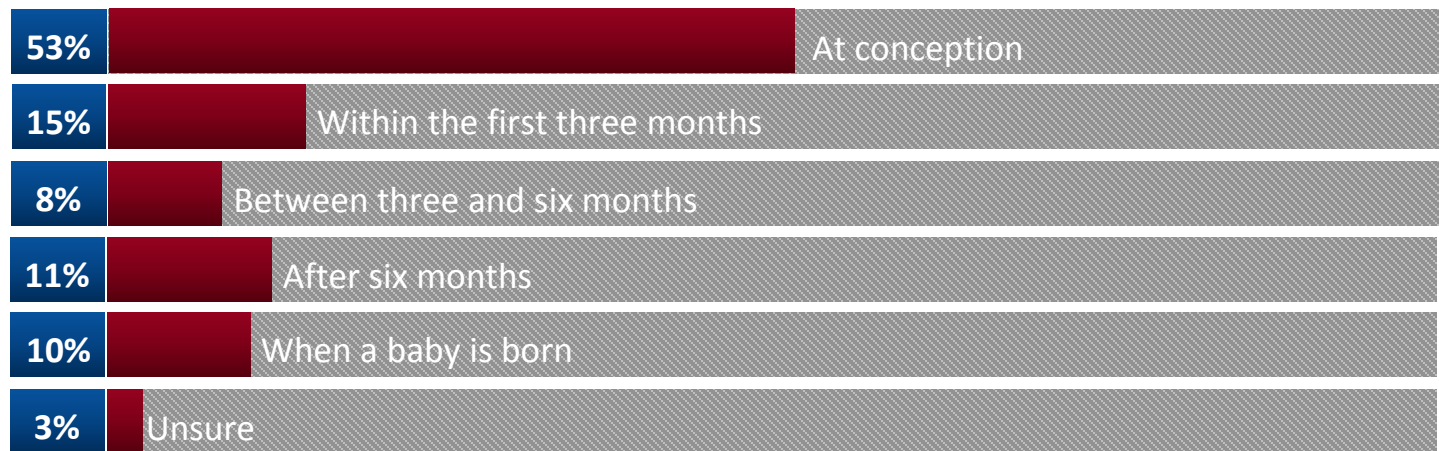 53% At conception
15% Within the first three months
8% Between three and six months
11% After six months
10% When a baby is born
3% Unsure